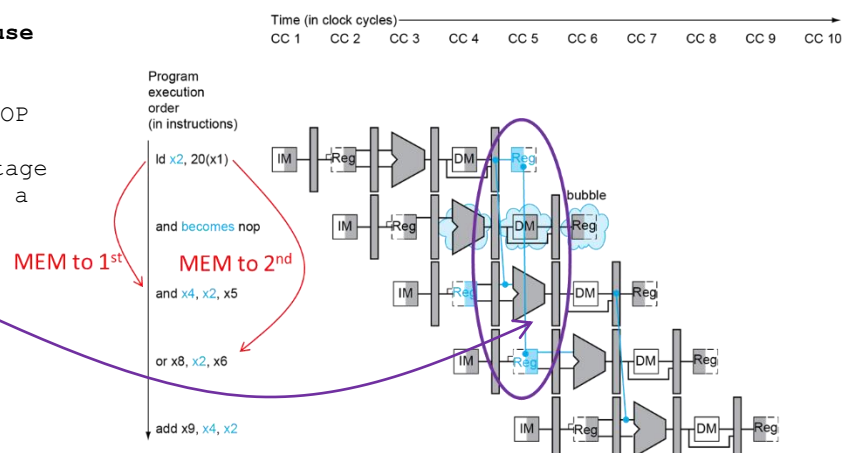 use
OP
tage
a
Time (in clock cycles)
CC 1 CC 2 CC 3 CC 4 CC 5 CC 6 CC 7 CC 8 CC 9 CC 10
Program
execution
order
(in instructions)
ld x2, 20(x1)
IM Reg DM Reg
bubble
and becomes nop
IM Reg DM Reg
MEM to 1st MEM to 2nd
and x4, x2, x5
IM Reg DM Reg
or x8, x2, x6
IM Reg DM Reg
add x9, x4, x2
IM Reg DM Reg